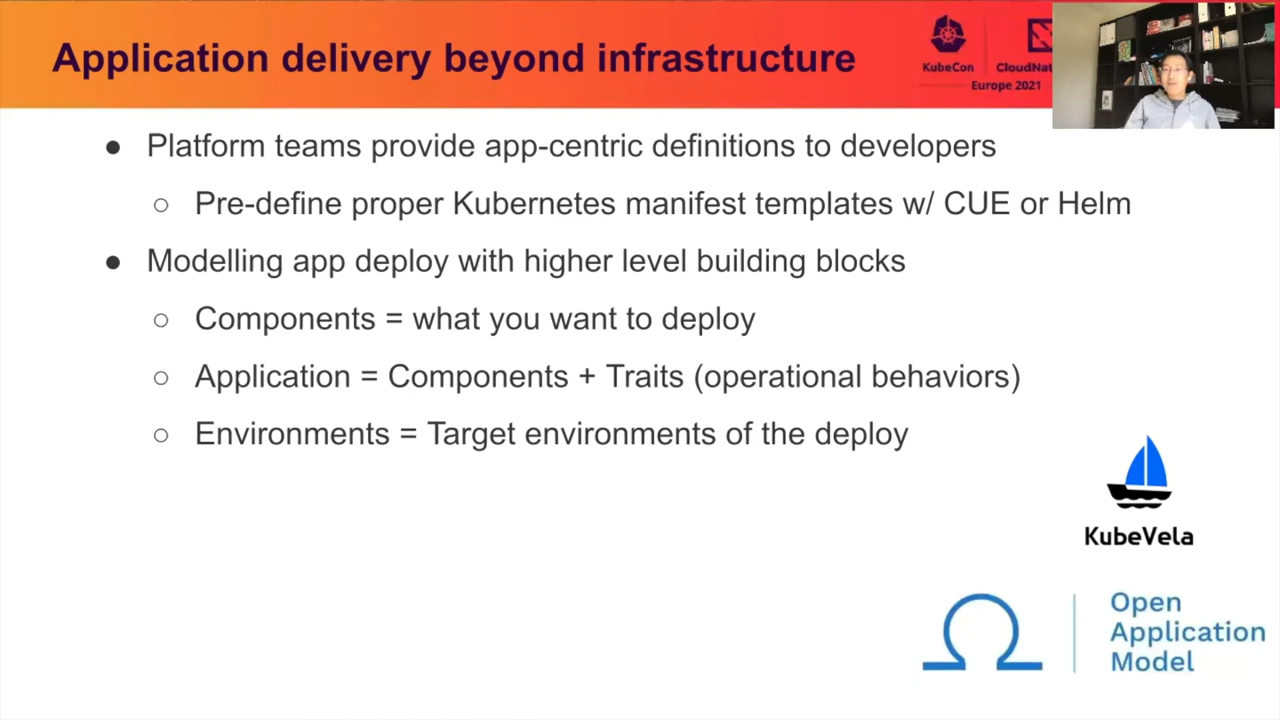 Application delivery beyond infrastructure
KubeCon
CloudNat
Europe 2021
● Platform teams provide app-centric definitions to developers
○ Pre-define proper Kubernetes manifest templates w/ CUE or Helm
● Modelling app deploy with higher level building blocks
○ Components = what you want to deploy
○ Application = Components + Traits (operational behaviors)
○ Environments = Target environments of the deploy
KubeVela
Open
Application
Model